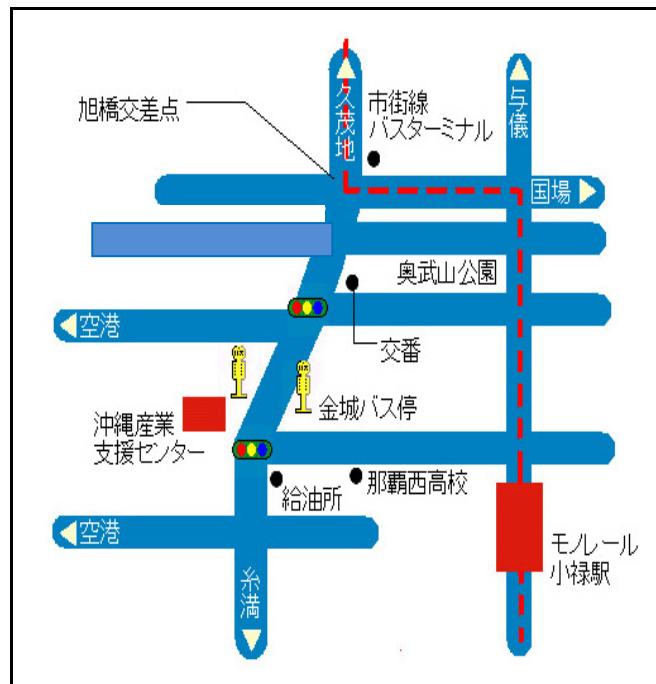 久茂地
市街線
バスターミナル
与儀
旭橋交差点
国場
奥武山公園
空港
交番
金城バス停
沖縄産業
支援センター
那覇西高校
給油所
空港
モノレール
小禄駅
糸満